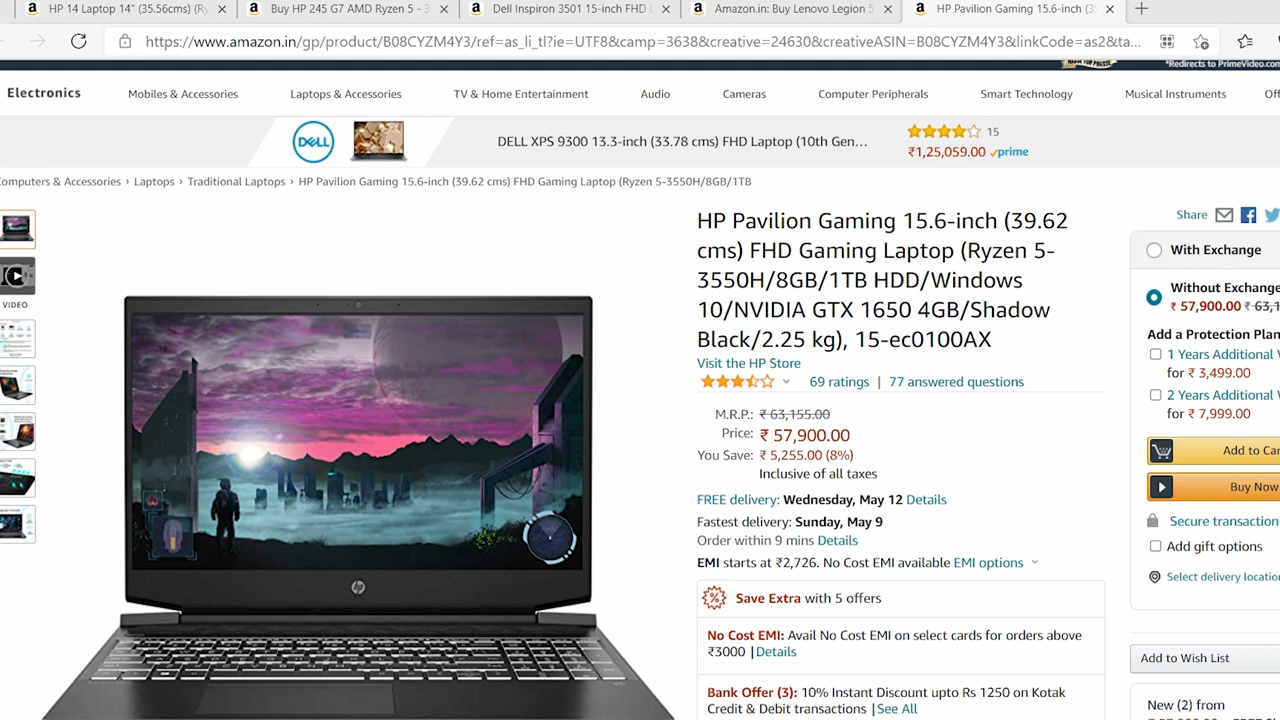 HP 14 Laptop 14" (35.56cms) (Ry
Buy HP 245 G7 AMD Ryzen 5 - 3
Dell Inspiron 3501 15-inch FHD
Amazon.in: Buy Lenovo Legion 5
HP Pavilion Gaming 15.6-inch (3
https://www.amazon.in/gp/product/B08CYZM4Y3/ref=as_li_tl?ie=UTF8&camp=3638&creative=24630&creativeASIN=B08CYZM4Y3&linkCode=as2&ta...
*Redirects to PrimeVideo.com
Electronics
Mobiles & Accessories
Laptops & Accessories
TV & Home Entertainment
Audio
Cameras
Computer Peripherals
Smart Technology
Musical Instruments
Off
DELL
DELL XPS 9300 13.3-inch (33.78 cms) FHD Laptop (10th Gen...
15
₹1,25,059.00 prime
omputers & Accessories › Laptops › Traditional Laptops › HP Pavilion Gaming 15.6-inch (39.62 cms) FHD Gaming Laptop (Ryzen 5-3550H/8GB/1TB
VIDEO
hp
HP Pavilion Gaming 15.6-inch (39.62
cms) FHD Gaming Laptop (Ryzen 5-
3550H/8GB/1TB HDD/Windows
10/NVIDIA GTX 1650 4GB/Shadow
Black/2.25 kg), 15-ec0100AX
Visit the HP Store
69 ratings | 77 answered questions
M.R.P.: ₹ 63,155.00
Price: ₹ 57,900.00
You Save: ₹ 5,255.00 (8%)
Inclusive of all taxes
FREE delivery: Wednesday, May 12 Details
Fastest delivery: Sunday, May 9
Order within 9 mins Details
EMI starts at ₹2,726. No Cost EMI available EMI options
Save Extra with 5 offers
No Cost EMI: Avail No Cost EMI on select cards for orders above
₹3000 |Details
Bank Offer (3): 10% Instant Discount upto Rs 1250 on Kotak
Credit & Debit transactions |See All
Share
With Exchange
Without Exchange
₹ 57,900.00 ₹ 63,1
Add a Protection Plan
1 Years Additional W
for ₹ 3,499.00
2 Years Additional W
for ₹ 7,999.00
Add to Car
Buy Now
Secure transaction
Add gift options
Select delivery location
Add to Wish List
New (2) from